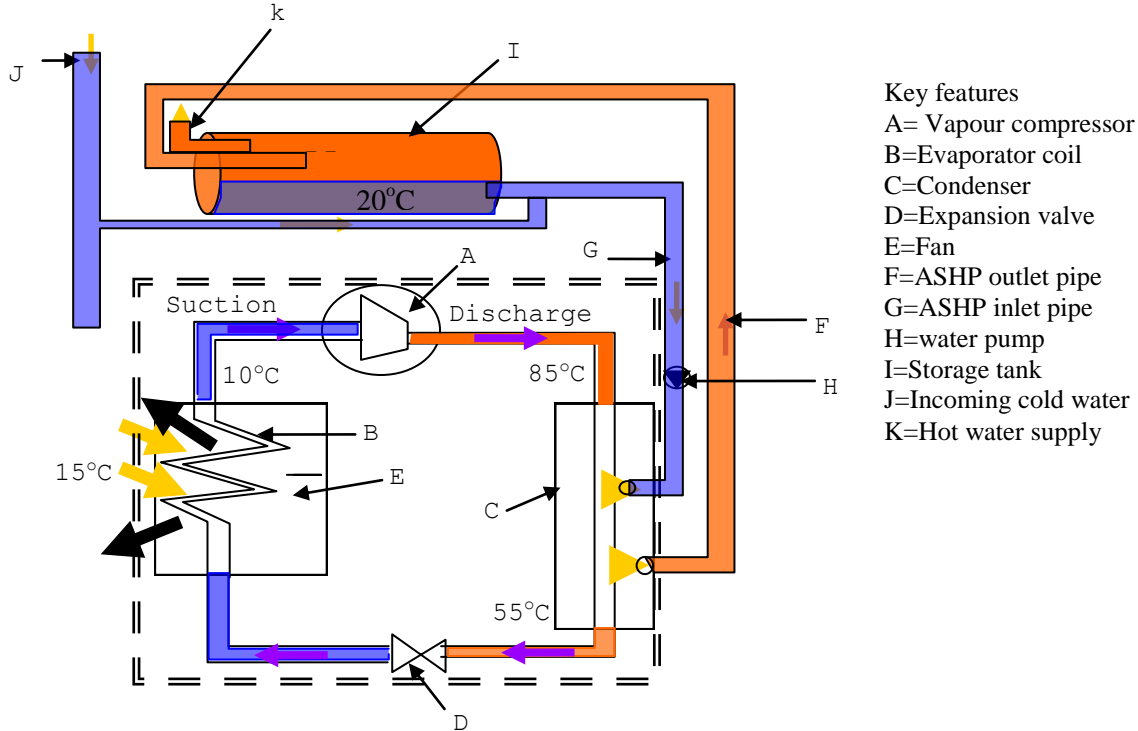 k
J
I
20°C
G
A
Suction
Discharge
F
10°C
85°C
H
B
15°C
E
C
55°C
D
Key features
A= Vapour compressor
B=Evaporator coil
C=Condenser
D=Expansion valve
E=Fan
F=ASHP outlet pipe
G=ASHP inlet pipe
H=water pump
I=Storage tank
J=Incoming cold water
K=Hot water supply